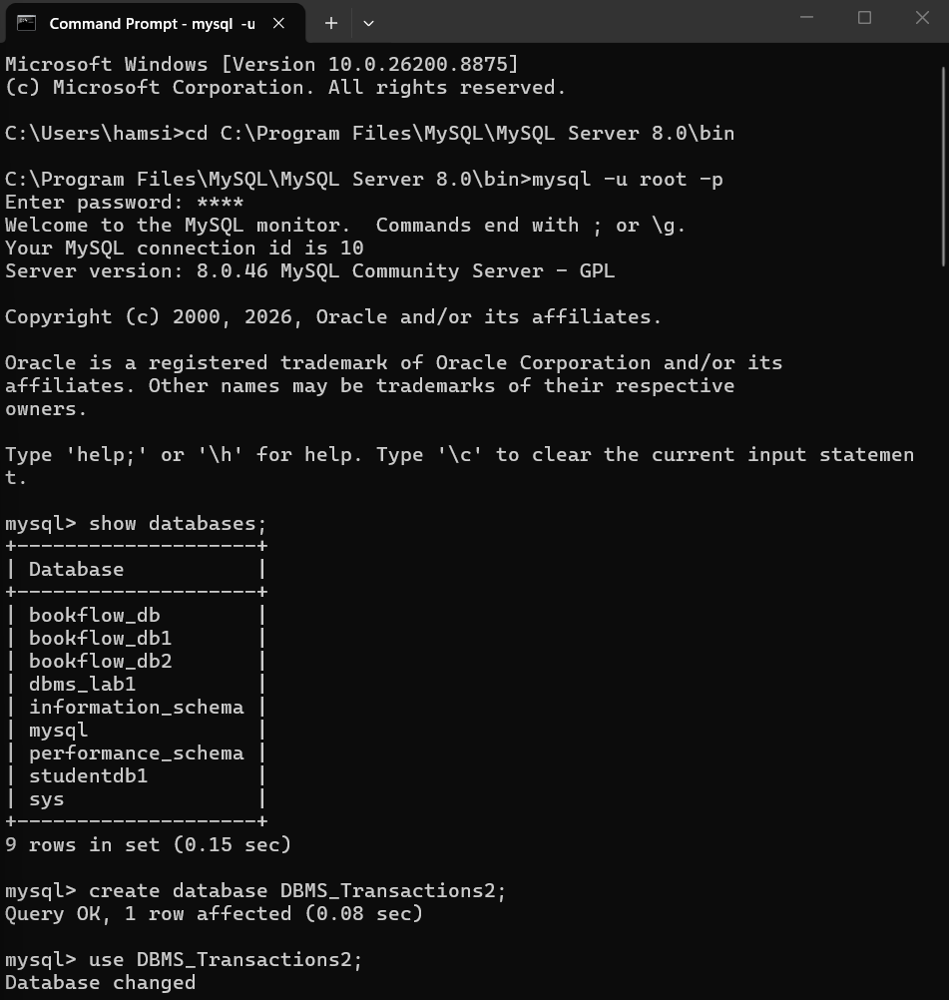 Command Prompt - mysql -u
Microsoft Windows [Version 10.0.26200.8875]
(c) Microsoft Corporation. All rights reserved.
C:\Users\hamsi>cd C:\Program Files\MySQL\MySQL Server 8.0\bin
C:\Program Files\MySQL\MySQL Server 8.0\bin>mysql -u root -p
Enter password: ****
Welcome to the MySQL monitor.  Commands end with ; or \g.
Your MySQL connection id is 10
Server version: 8.0.46 MySQL Community Server - GPL
Copyright (c) 2000, 2026, Oracle and/or its affiliates.
Oracle is a registered trademark of Oracle Corporation and/or its
affiliates. Other names may be trademarks of their respective
owners.
Type 'help;' or '\h' for help. Type '\c' to clear the current input statemen
t.
mysql> show databases;
+--------------------+
| Database           |
+--------------------+
| bookflow_db        |
| bookflow_db1       |
| bookflow_db2       |
| dbms_lab1          |
| information_schema |
| mysql              |
| performance_schema |
| studentdb1         |
| sys                |
+--------------------+
9 rows in set (0.15 sec)
mysql> create database DBMS_Transactions2;
Query OK, 1 row affected (0.08 sec)
mysql> use DBMS_Transactions2;
Database changed